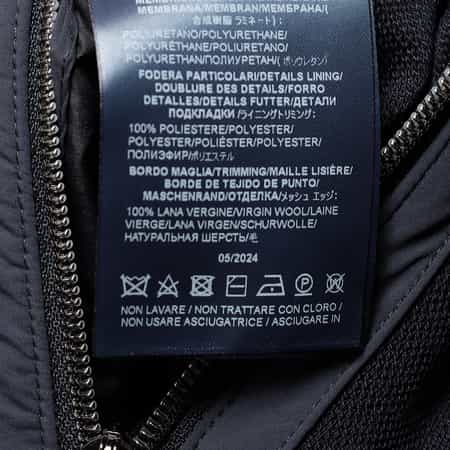 MEMBRANA/MEMBRAN/МЕМБРАНА/
合成樹脂 ラミネート):
POLIURETANO/POLYURETHANE/
POLYURÉTHANE/POLIURETANO/
POLYURETHAN/ПОЛИУРЕТАН/(ポリウレタン)
FODERA PARTICOLARI/DETAILS LINING/
DOUBLURE DES DETAILS/FORRO
DETALLES/DETAILS FUTTER/ДЕТАЛИ
ПОДКЛАДКИ/ライニングトリミング:
100% POLIESTERE/POLYESTER/
POLYESTER/POLIÉSTER/POLYESTER/
ПОЛИЭФИР/ポリエステル
BORDO MAGLIA/TRIMMING/MAILLE LISIÈRE/
BORDE DE TEJIDO DE PUNTO/
MASCHENRAND/ОТДЕЛКА/メッシュ エッジ:
100% LANA VERGINE/VIRGIN WOOL/LAINE
VIERGE/LANA VIRGEN/SCHURWOLLE/
НАТУРАЛЬНАЯ ШЕРСТЬ/毛
05/2024
NON LAVARE / NON TRATTARE CON CLORO /
NON USARE ASCIUGATRICE / ASCIUGARE IN